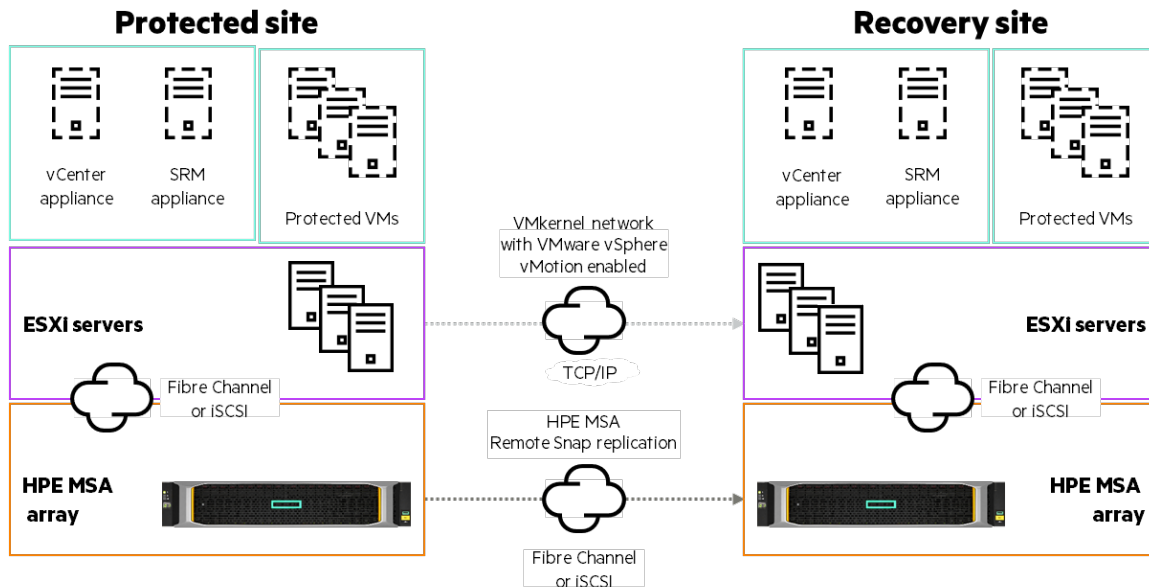 Protected site
Recovery site
vCenter
appliance
SRM
appliance
Protected VMs
vCenter
appliance
SRM
appliance
Protected VMs
VMkernel network
with VMware vSphere
vMotion enabled
ESXi servers
ESXi servers
TCP/IP
Fibre Channel
or iSCSI
Fibre Channel
or iSCSI
HPE MSA
Remote Snap replication
HPE MSA
array
HPE MSA
array
Fibre Channel
or iSCSI